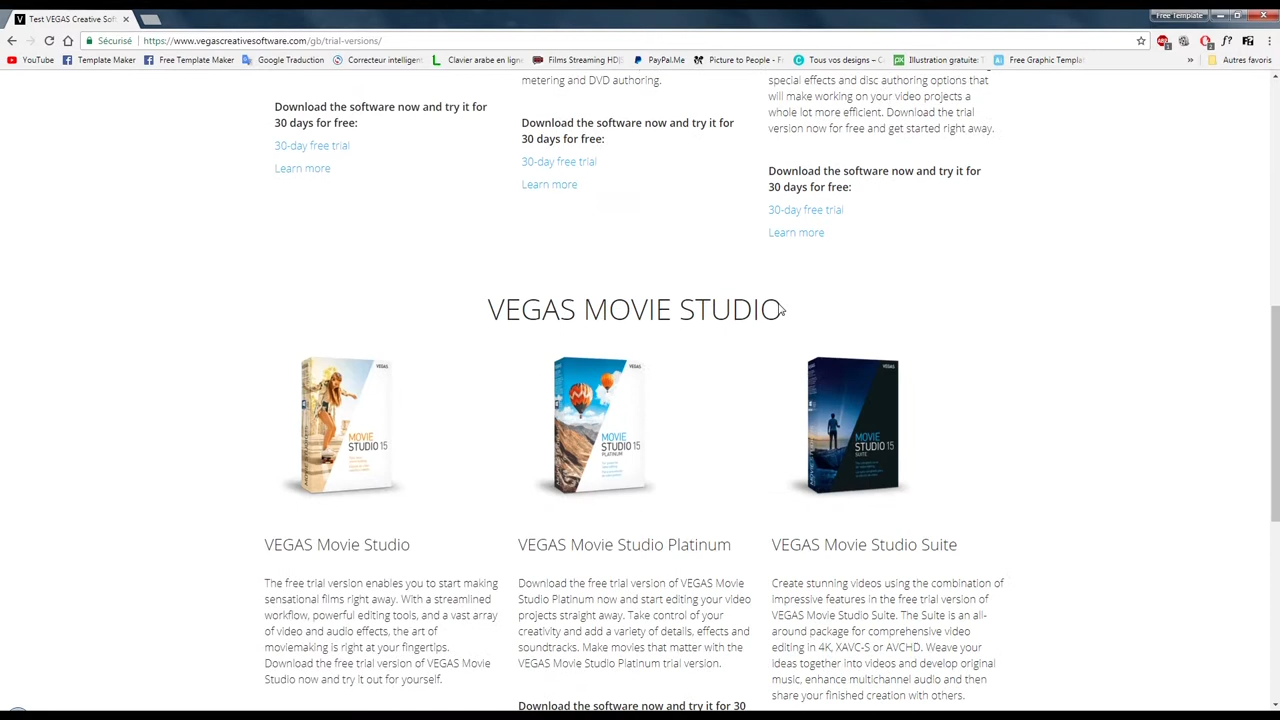 Test VEGAS Creative Soft
Free Template
Sécurisé
https://www.vegascreativesoftware.com/gb/trial-versions/
YouTube
Template Maker
Free Template Maker
Google Traduction
Correcteur intelligent
Clavier arabe en ligne
Films Streaming HD
PayPal.Me
Picture to People - F
Tous vos designs – C
Illustration gratuite:
Free Graphic Templat
»
Autres favoris
metering and DVD authoring.
Download the software now and try it for
30 days for free:
30-day free trial
Learn more
Download the software now and try it for
30 days for free:
30-day free trial
Learn more
special effects and disc authoring options that
will make working on your video projects a
whole lot more efficient. Download the trial
version now for free and get started right away.
Download the software now and try it for
30 days for free:
30-day free trial
Learn more
VEGAS MOVIE STUDIO
VEGAS
MOVIE
STUDIO 15
VEGAS
MOVIE
STUDIO 15
PLATINUM
VEGAS
MOVIE
STUDIO 15
SUITE
VEGAS Movie Studio
The free trial version enables you to start making
sensational films right away. With a streamlined
workflow, powerful editing tools, and a vast array
of video and audio effects, the art of
moviemaking is right at your fingertips.
Download the free trial version of VEGAS Movie
Studio now and try it out for yourself.
VEGAS Movie Studio Platinum
Download the free trial version of VEGAS Movie
Studio Platinum now and start editing your video
projects straight away. Take control of your
creativity and add a variety of details, effects and
soundtracks. Make movies that matter with the
VEGAS Movie Studio Platinum trial version.
Download the software now and try it for 30
VEGAS Movie Studio Suite
Create stunning videos using the combination of
impressive features in the free trial version of
VEGAS Movie Studio Suite. The Suite is an all-
around package for comprehensive video
editing in 4K, XAVC-S or AVCHD. Weave your
ideas together into videos and develop original
music, enhance multichannel audio and then
share your finished creation with others.